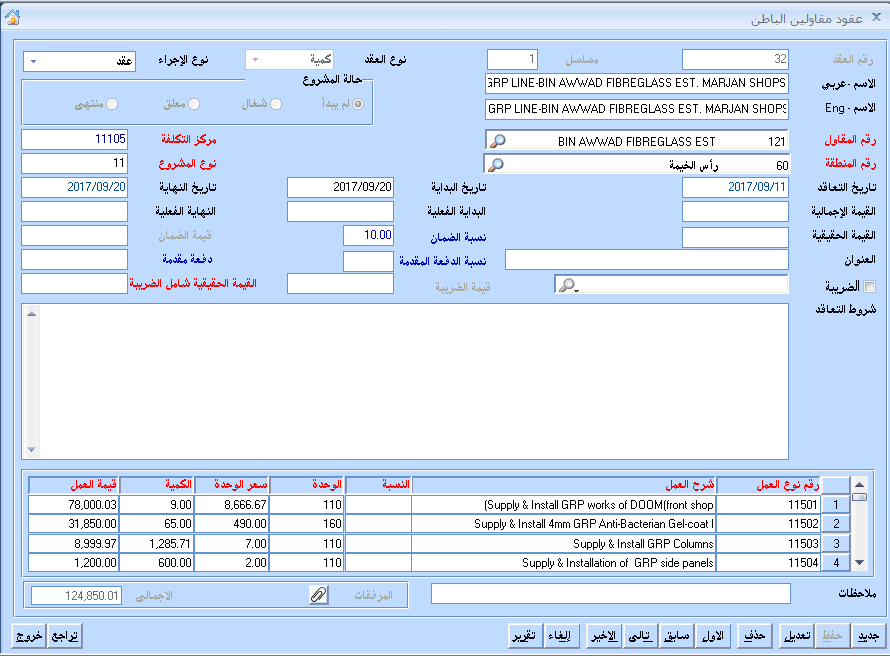 عقود مقاولين الباطن
رقم العقد 32 مسلسل 1 نوع العقد كمية نوع الإجراء عقد
الاسم - عربي GRP LINE-BIN AWWAD FIBREGLASS EST. MARJAN SHOPS
حالة المشروع
لم يبدأ شغال معلق منتهى
الاسم - Eng GRP LINE-BIN AWWAD FIBREGLASS EST. MARJAN SHOPS
رقم المقاول 121 BIN AWWAD FIBREGLASS EST مركز التكلفة 11105
رقم المنطقة 60 رأس الخيمة نوع المشروع 11
تاريخ التعاقد 2017/09/11 تاريخ البداية 2017/09/20 تاريخ النهاية 2017/09/20
القيمة الإجمالية البداية الفعلية النهاية الفعلية
القيمة الحقيقية نسبة الضمان 10.00 قيمة الضمان
العنوان نسبة الدفعة المقدمة دفعة مقدمة
الضريبة قيمة الضريبة القيمة الحقيقية شامل الضريبة
شروط التعاقد
رقم نوع العمل شرح العمل النسبة الوحدة سعر الوحدة الكمية قيمة العمل
1 11501 (Supply & Install GRP works of DOOM(front shop 110 8,666.67 9.00 78,000.03
2 11502 Supply & Install 4mm GRP Anti-Bacterian Gel-coat I 160 490.00 65.00 31,850.00
3 11503 Supply & Install GRP Columns 110 7.00 1,285.71 8,999.97
4 11504 Supply & Installation of GRP side panels 110 2.00 600.00 1,200.00
ملاحظات المرفقات الاجمالى 124,850.01
جديد حفظ تعديل حذف الاول سابق تالى الاخير إلغاء تقرير تراجع خروج